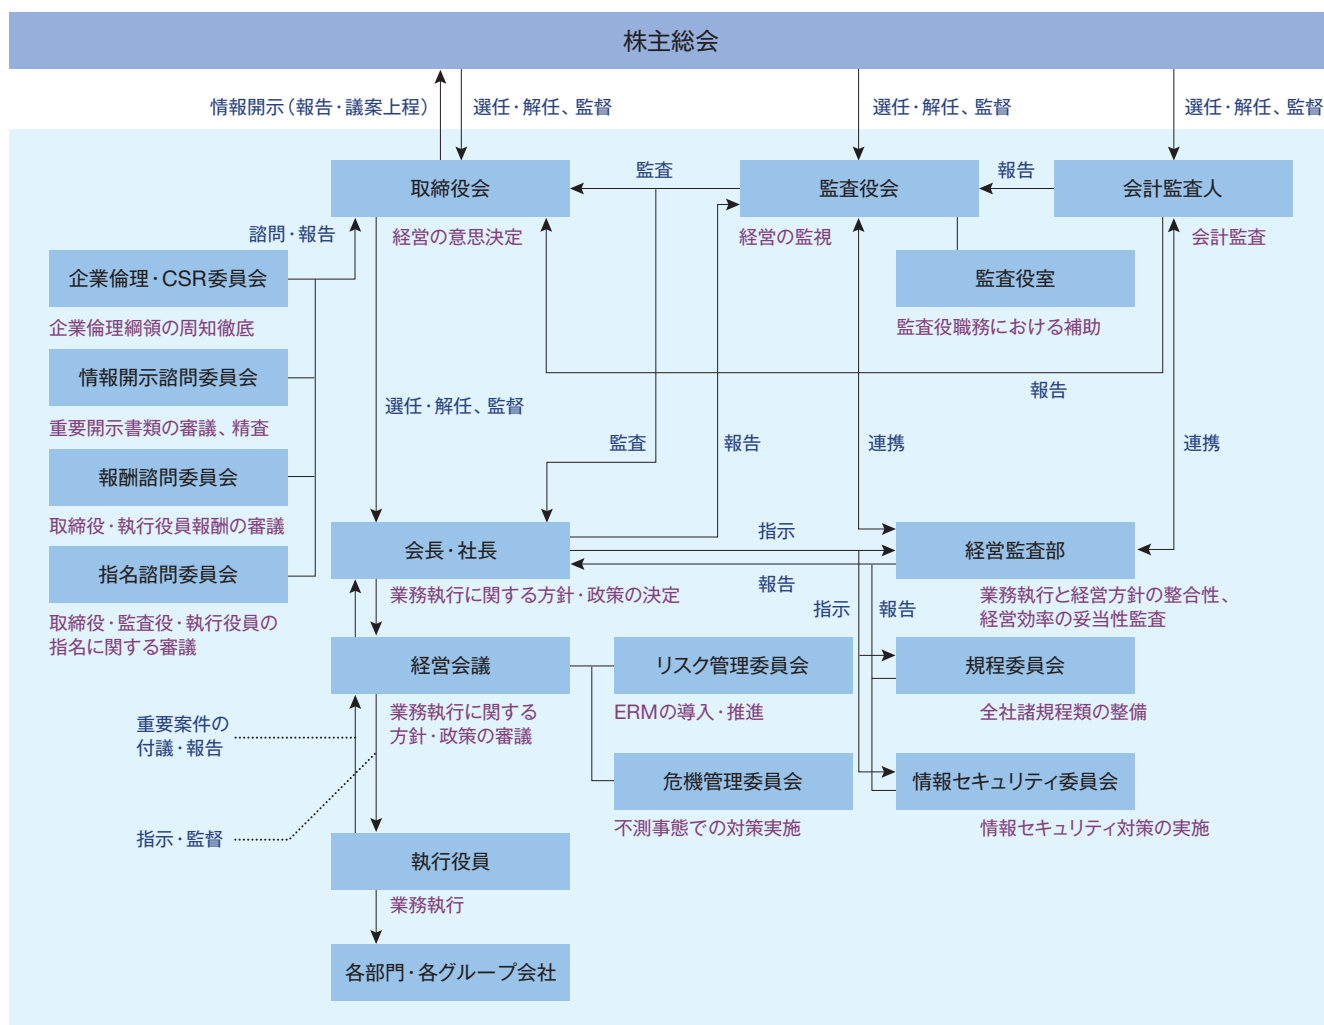 株主総会
情報開示（報告・議案上程）
選任・解任、監督
選任・解任、監督
選任・解任、監督
取締役会
経営の意思決定
監査
監査役会
経営の監視
報告
会計監査人
会計監査
諮問・報告
企業倫理・CSR委員会
企業倫理綱領の周知徹底
監査役室
監査役職務における補助
情報開示諮問委員会
重要開示書類の審議、精査
報告
選任・解任、監督
監査
報告
連携
連携
報酬諮問委員会
取締役・執行役員報酬の審議
指名諮問委員会
取締役・監査役・執行役員の
指名に関する審議
会長・社長
業務執行に関する方針・政策の決定
指示
報告
経営監査部
業務執行と経営方針の整合性、
経営効率の妥当性監査
指示
報告
経営会議
業務執行に関する
方針・政策の審議
リスク管理委員会
ERMの導入・推進
規程委員会
全社諸規程類の整備
重要案件の
付議・報告
危機管理委員会
不測事態での対策実施
情報セキュリティ委員会
情報セキュリティ対策の実施
指示・監督
執行役員
業務執行
各部門・各グループ会社